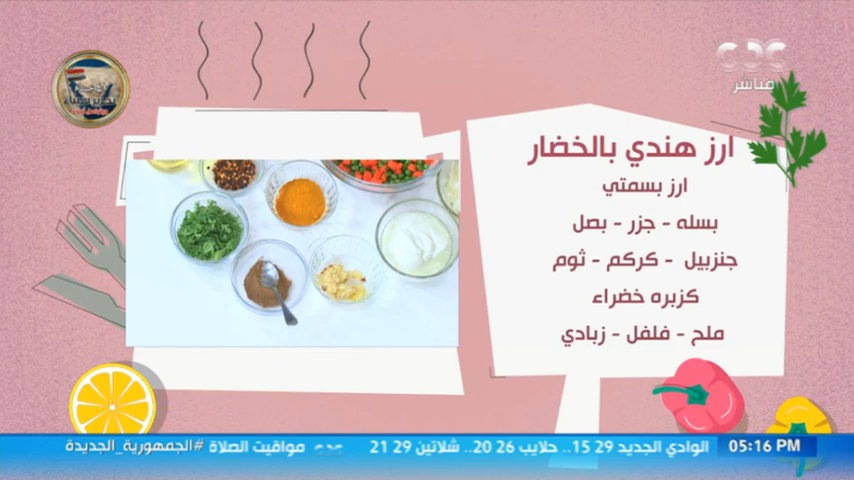 cbc
مباشر
ارز هندي بالخضار
ارز بسمتي
بسله - جزر - بصل
جنزبيل - كركم - ثوم
كزبره خضراء
ملح - فلفل - زبادي
05:16 PM
الوادي الجديد 29 15.. حلايب 26 20.. شلاتين 29 21 cbc مواقيت الصلاة #الجمهورية_الجديدة